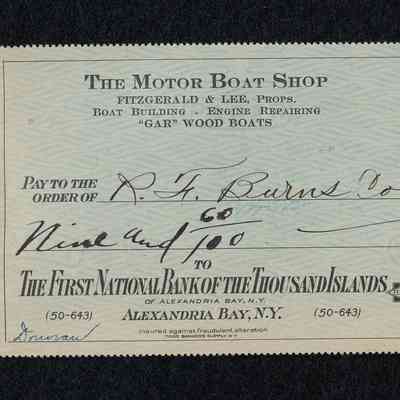 THE MOTOR BOAT SHOP
FITZGERALD & LEE, PROPS.
BOAT BUILDING - ENGINE REPAIRING
"GAR" WOOD BOATS
PAY TO THE
ORDER OF R. F. Burns Co
Nine and 60/100
TO
THE FIRST NATIONAL BANK OF THE THOUSAND ISLANDS
OF ALEXANDRIA BAY, N.Y.
(50-643) ALEXANDRIA BAY, N.Y. (50-643)
Donovan
insured against fraudulent alteration